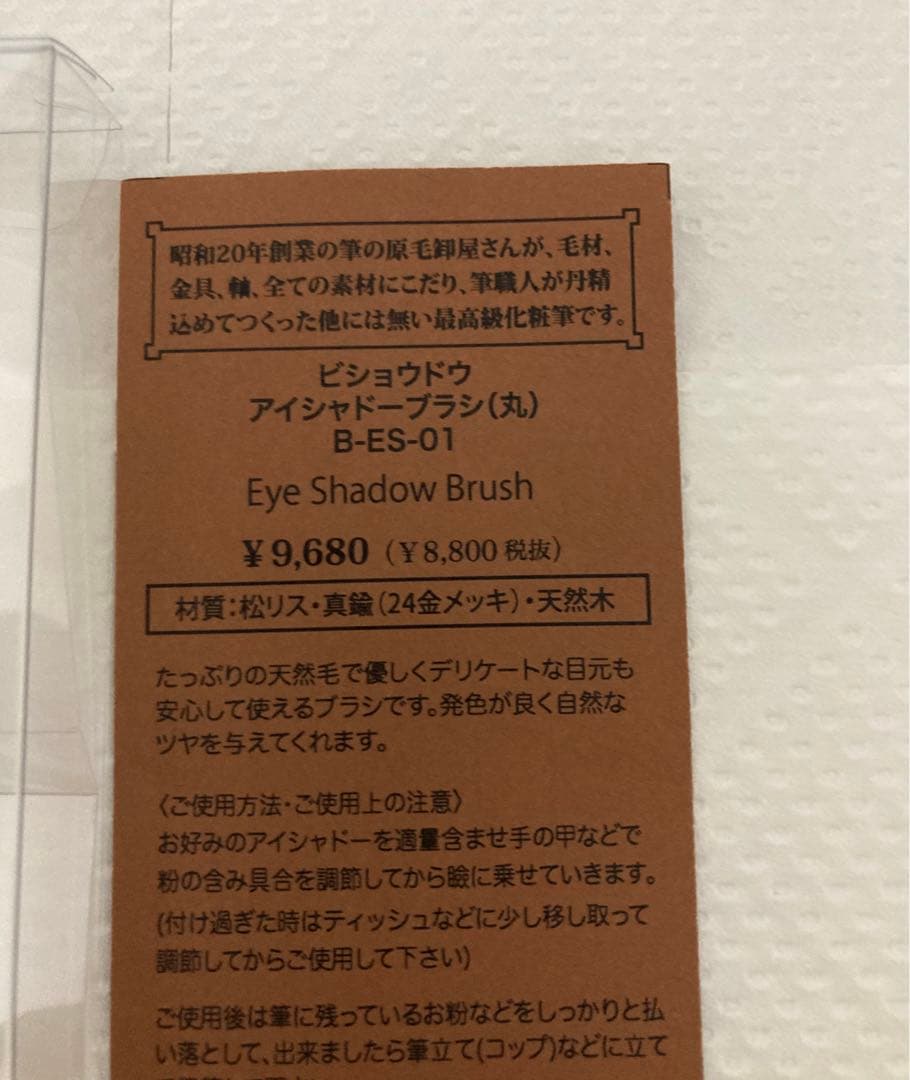 昭和20年創業の筆の原毛卸屋さんが、毛材、
金具、軸、全ての素材にこだり、筆職人が丹精
込めてつくった他には無い最高級化粧筆です。
ビショウドウ
アイシャドーブラシ(丸)
B-ES-01
Eye Shadow Brush
￥9,680（￥8,800 税抜）
材質：松リス・真鍮（24金メッキ）・天然木
たっぷりの天然毛で優しくデリケートな目元も
安心して使えるブラシです。発色が良く自然な
ツヤを与えてくれます。
〈ご使用方法・ご使用上の注意〉
お好みのアイシャドーを適量含ませ手の甲などで
粉の含み具合を調節してから瞼に乗せていきます。
(付け過ぎた時はティッシュなどに少し移し取って
調節してからご使用して下さい)
ご使用後は筆に残っているお粉などをしっかりと払
い落として、出来ましたら筆立て(コップ)などに立て